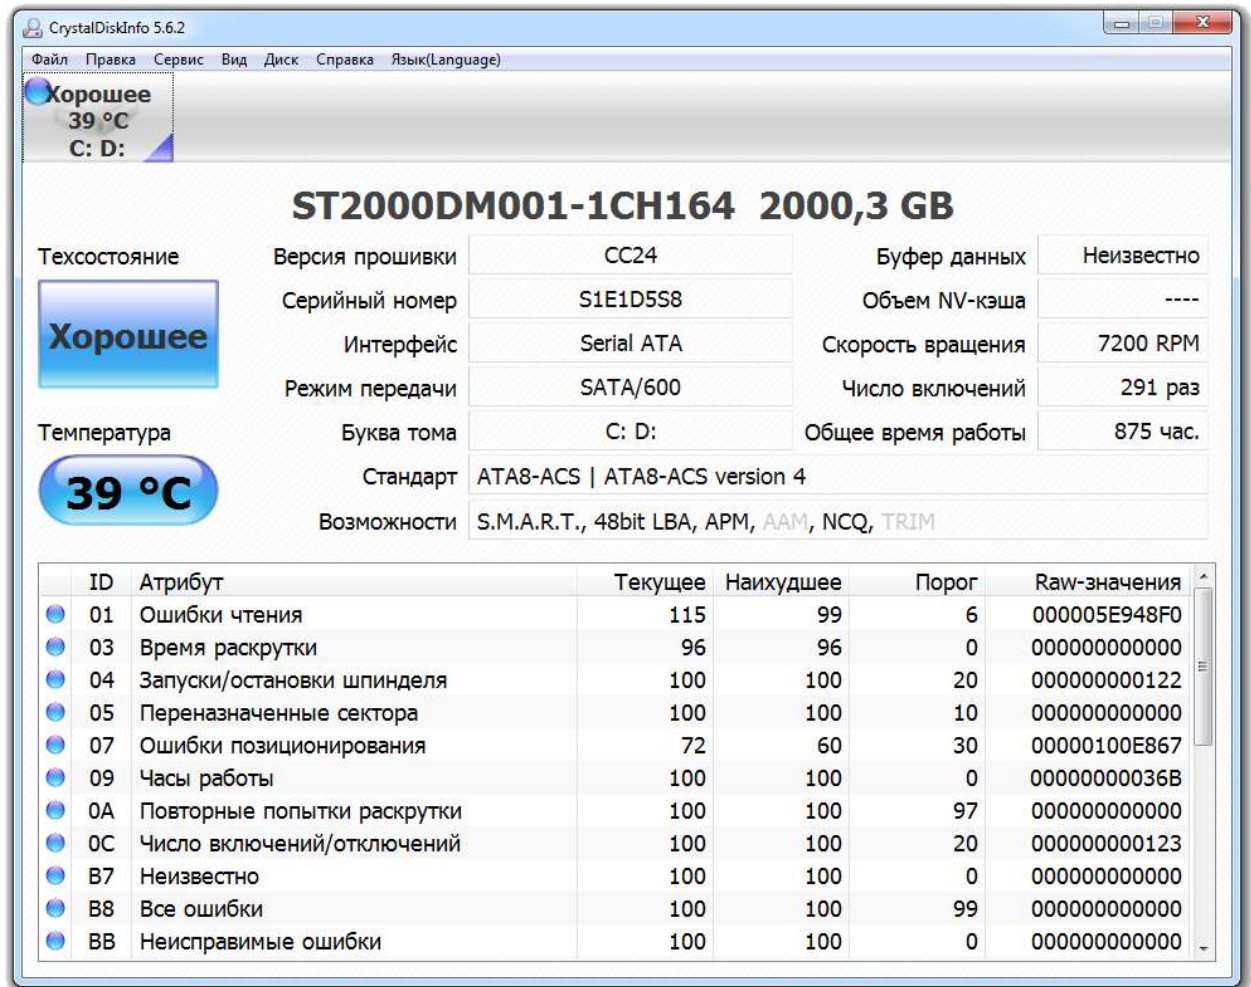 CrystalDiskInfo 5.6.2
Файл Правка Сервис Вид Диск Справка Язык(Language)
Хорошее
39 °C
C: D:
ST2000DM001-1CH164 2000,3 GB
Техсостояние
Хорошее
Температура
39 °C
Версия прошивки CC24 Буфер данных Неизвестно
Серийный номер S1E1D5S8 Объем NV-кэша ----
Интерфейс Serial ATA Скорость вращения 7200 RPM
Режим передачи SATA/600 Число включений 291 раз
Буква тома C: D: Общее время работы 875 час.
Стандарт ATA8-ACS | ATA8-ACS version 4
Возможности S.M.A.R.T., 48bit LBA, APM, AAM, NCQ, TRIM
ID Атрибут Текущее Наихудшее Порог Raw-значения
01 Ошибки чтения 115 99 6 000005E948F0
03 Время раскрутки 96 96 0 000000000000
04 Запуски/остановки шпинделя 100 100 20 000000000122
05 Переназначенные сектора 100 100 10 000000000000
07 Ошибки позиционирования 72 60 30 00000100E867
09 Часы работы 100 100 0 00000000036B
0A Повторные попытки раскрутки 100 100 97 000000000000
0C Число включений/отключений 100 100 20 000000000123
B7 Неизвестно 100 100 0 000000000000
B8 Все ошибки 100 100 99 000000000000
BB Неисправимые ошибки 100 100 0 000000000000